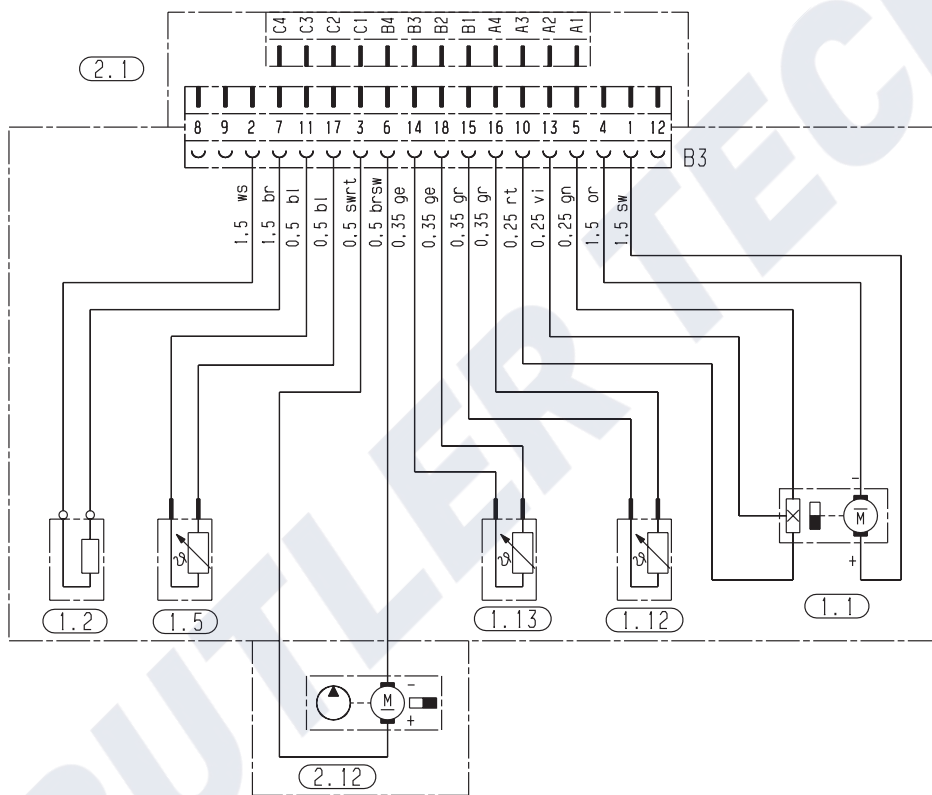 C4 C3 C2 C1 B4 B3 B2 B1 A4 A3 A2 A1
2.1
8 9 2 7 11 17 3 6 14 18 15 16 10 13 5 4 1 12
B3
1,5 ws
1,5 br
0,5 bl
0,5 bl
0,5 swrt
0,5 brsw
0,35 ge
0,35 ge
0,35 gr
0,35 gr
0,25 rt
0,25 vi
0,25 gn
1,5 or
1,5 sw
-
M
+
1.2
1.5
1.13
1.12
1.1
-
M
+
2.12
BUTLER TECH